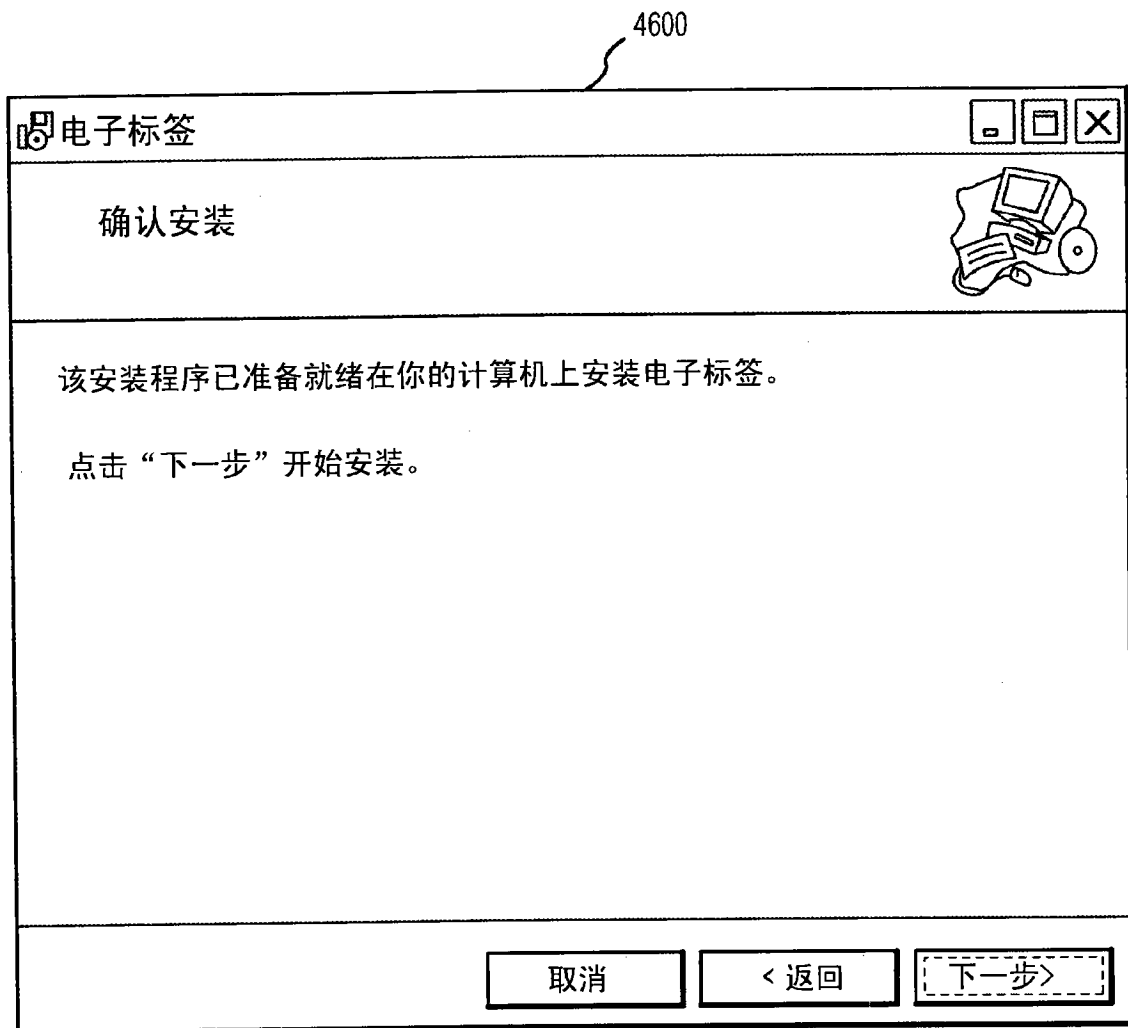 4600
电子标签
确认安装
该安装程序已准备就绪在你的计算机上安装电子标签。
点击“下一步”开始安装。
取消
<返回
下一步>